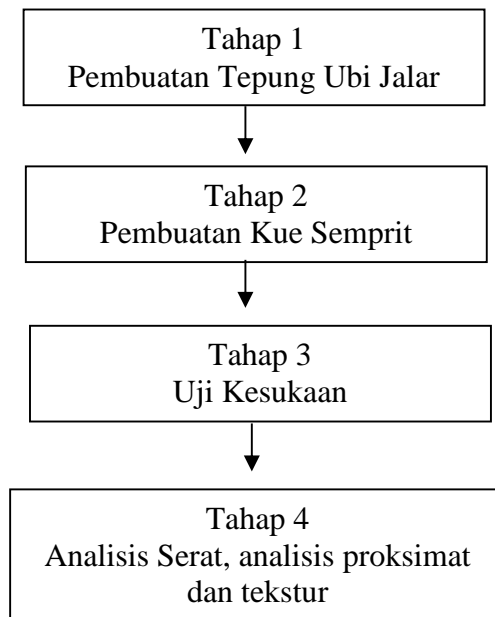 Tahap 1
Pembuatan Tepung Ubi Jalar
Tahap 2
Pembuatan Kue Semprit
Tahap 3
Uji Kesukaan
Tahap 4
Analisis Serat, analisis proksimat
dan tekstur